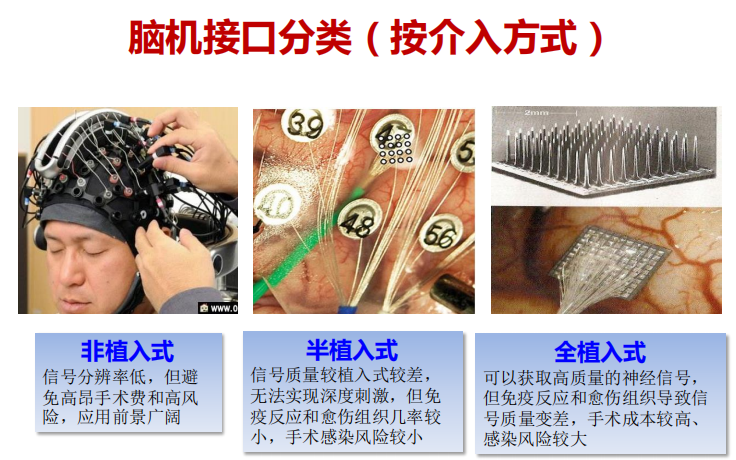 脑机接口分类（按介入方式）
39
40
48
56
2mm
www.0
非植入式
信号分辨率低，但避
免高昂手术费和高风
险，应用前景广阔
半植入式
信号质量较植入式较差，
无法实现深度刺激，但免
疫反应和愈伤组织几率较
小，手术感染风险较小
全植入式
可以获取高质量的神经信号，
但免疫反应和愈伤组织导致信
号质量变差，手术成本较高、
感染风险较大